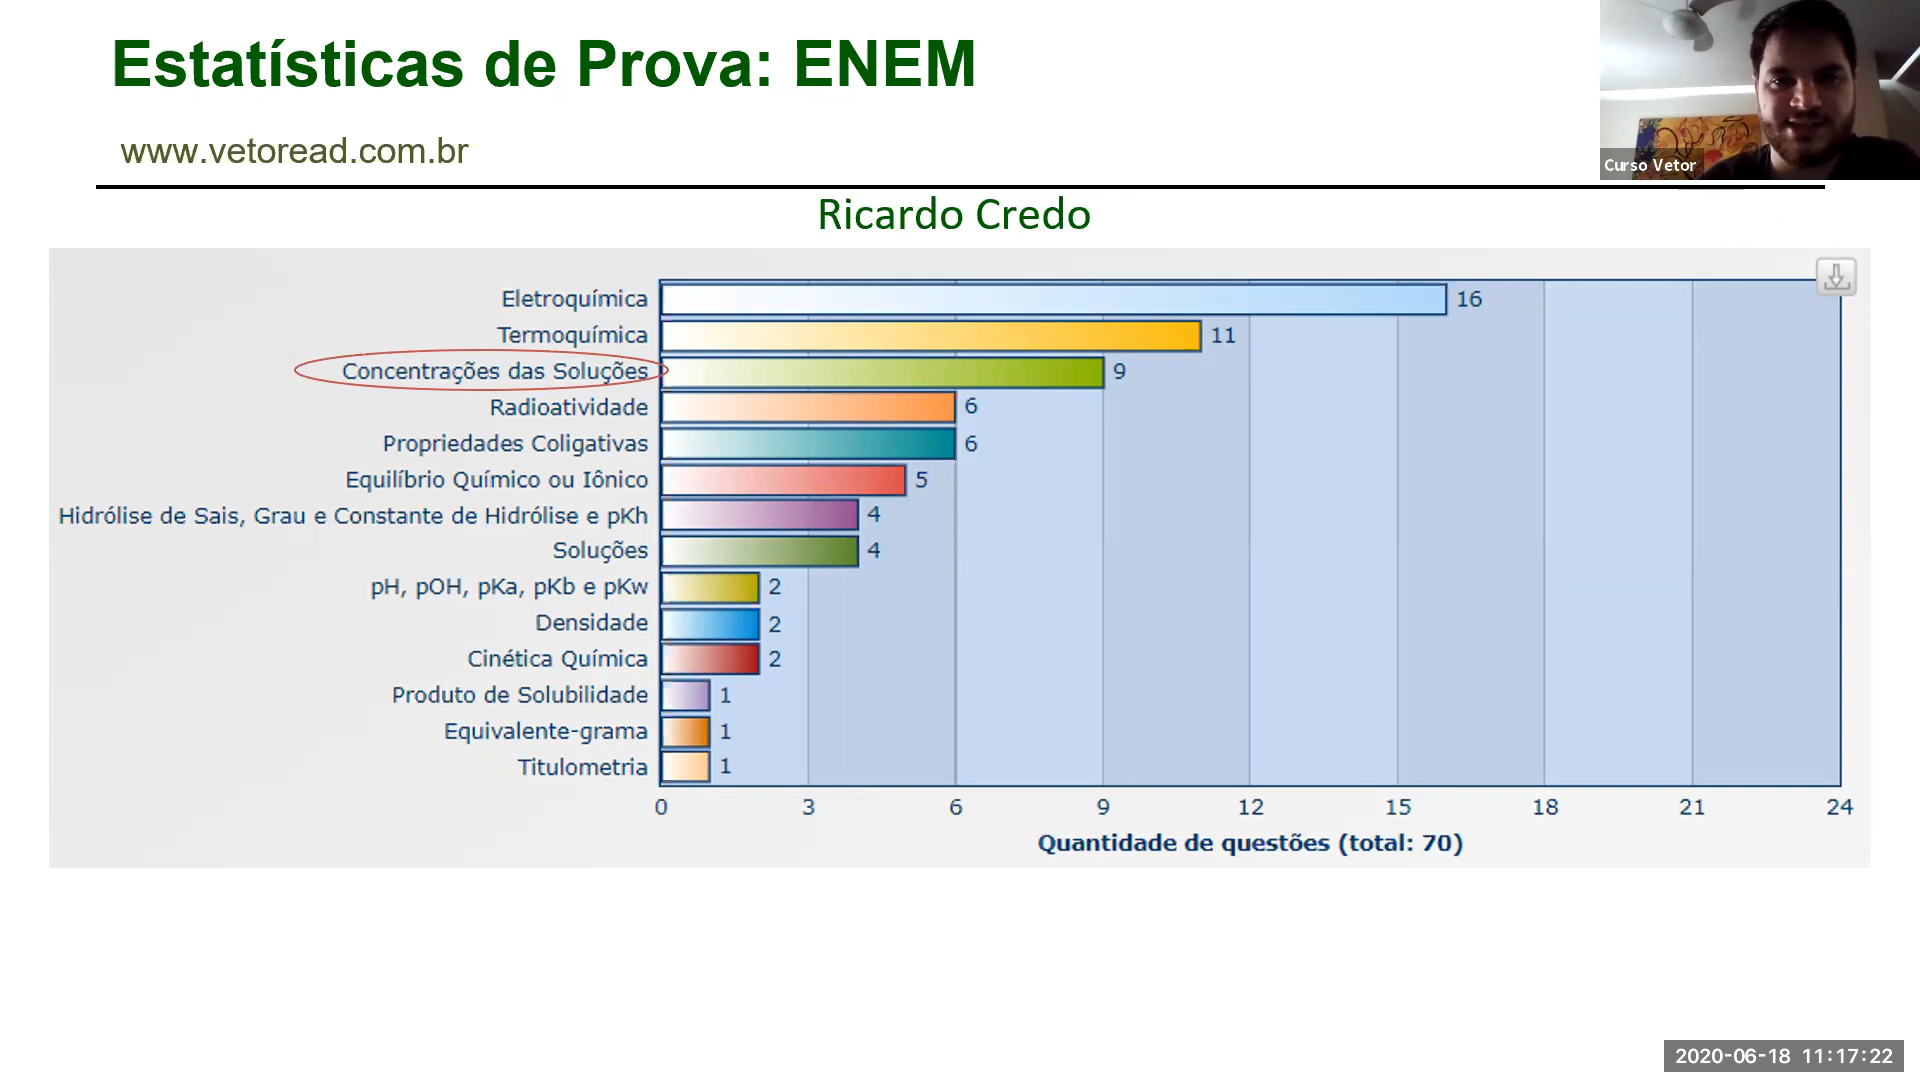 Estatísticas de Prova: ENEM
www.vetoread.com.br
Curso Vetor
Ricardo Credo
Eletroquímica 16
Termoquímica 11
Concentrações das Soluções 9
Radioatividade 6
Propriedades Coligativas 6
Equilíbrio Químico ou Iônico 5
Hidrólise de Sais, Grau e Constante de Hidrólise e pKh 4
Soluções 4
pH, pOH, pKa, pKb e pKw 2
Densidade 2
Cinética Química 2
Produto de Solubilidade 1
Equivalente-grama 1
Titulometria 1
0 3 6 9 12 15 18 21 24
Quantidade de questões (total: 70)
2020-06-18 11:17:22